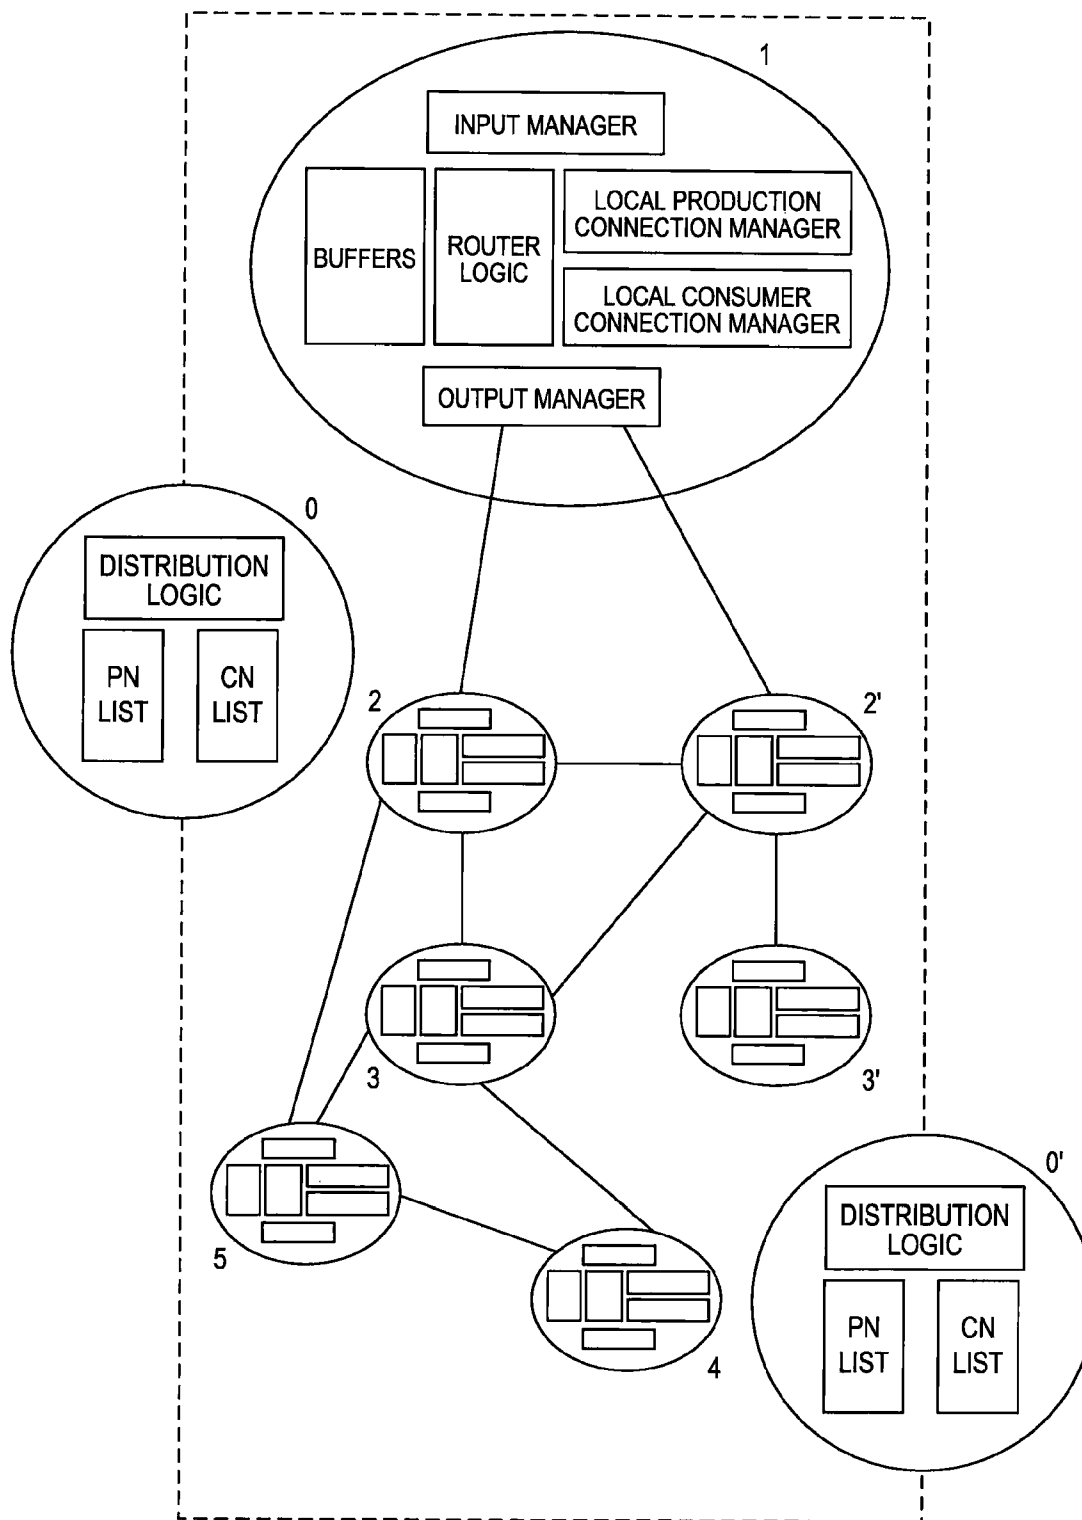 1
INPUT MANAGER
BUFFERS
ROUTER
LOGIC
LOCAL PRODUCTION
CONNECTION MANAGER
LOCAL CONSUMER
CONNECTION MANAGER
OUTPUT MANAGER
0
DISTRIBUTION
LOGIC
PN
LIST
CN
LIST
2
2'
3
3'
5
4
0'
DISTRIBUTION
LOGIC
PN
LIST
CN
LIST